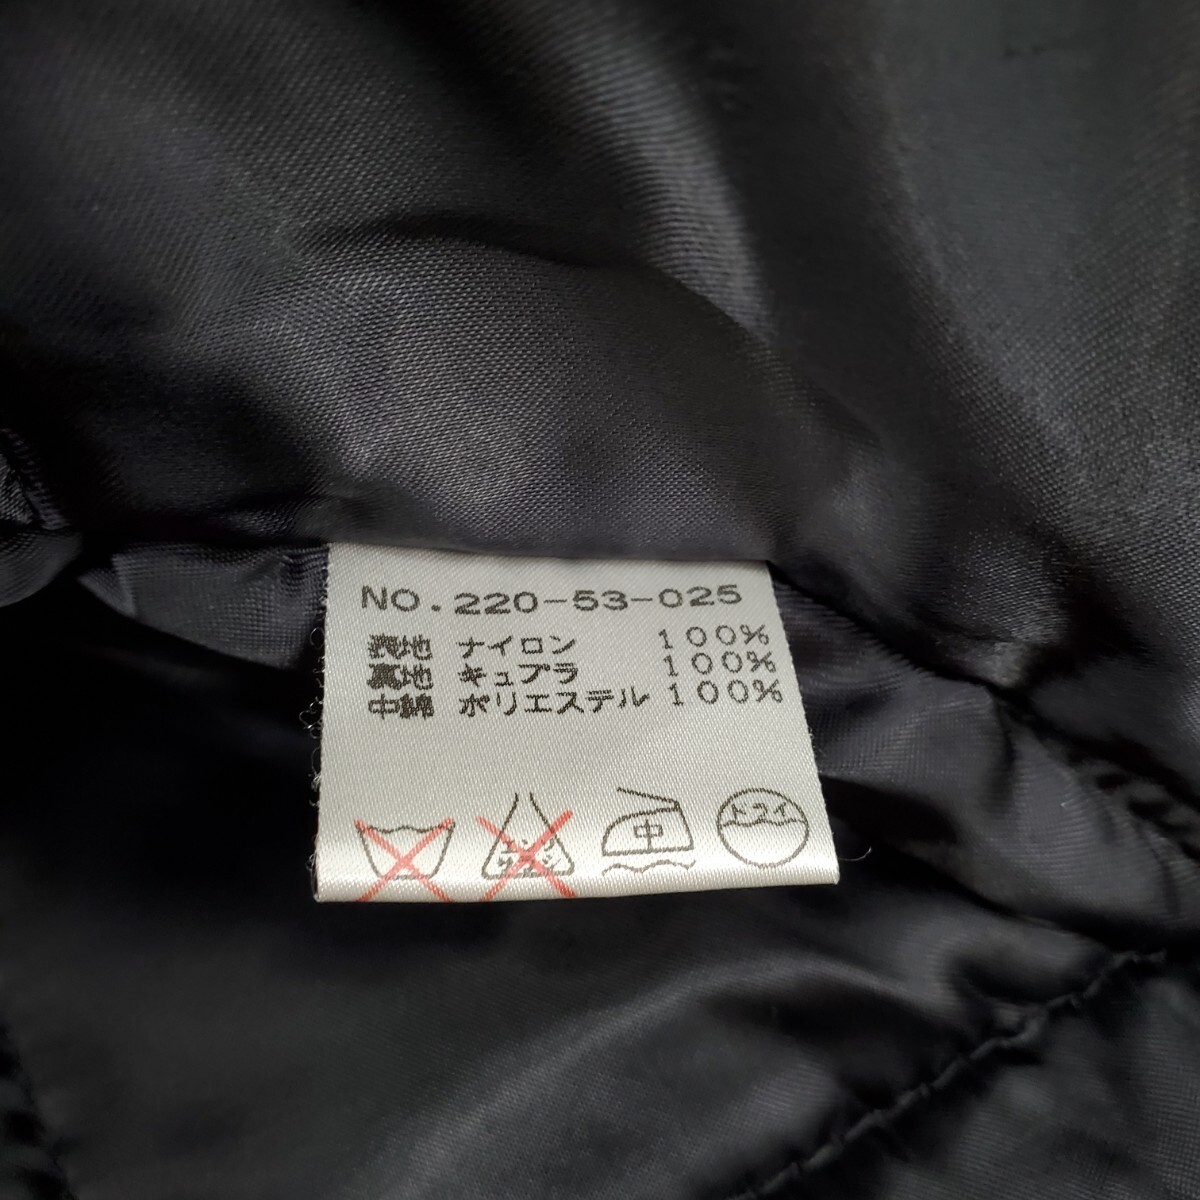 NO.220-53-025
表地 ナイロン 100%
裏地 キュプラ 100%
中綿 ポリエステル 100%
中 ドライ